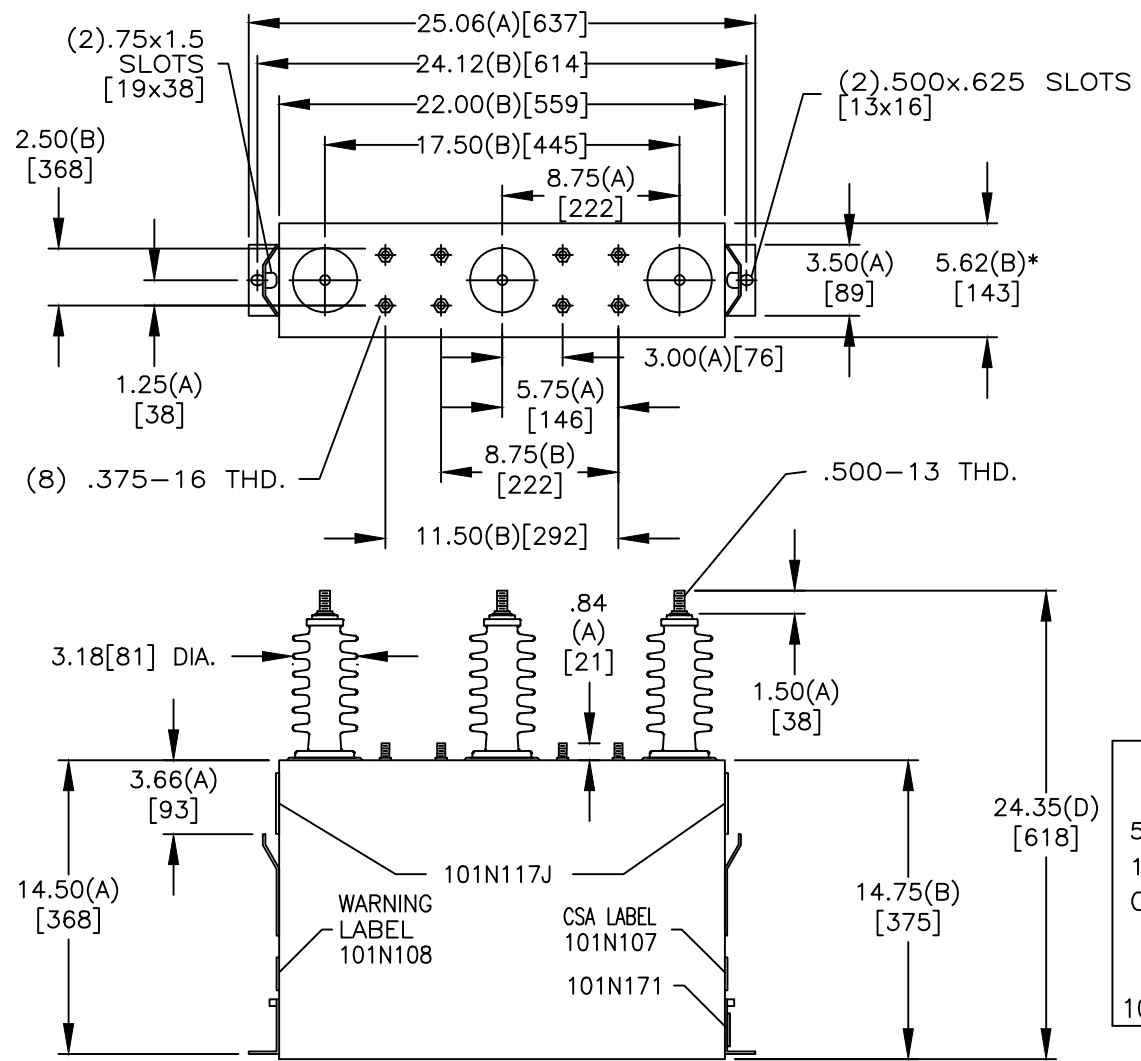 25.06(A)[637]
(2).75x1.5
SLOTS
[19x38]
24.12(B)[614]
(2).500x.625 SLOTS
[13x16]
22.00(B)[559]
2.50(B)
[368]
17.50(B)[445]
8.75(A)
[222]
3.50(A)
[89]
5.62(B)*
[143]
1.25(A)
[38]
3.00(A)[76]
5.75(A)
[146]
(8) .375-16 THD.
8.75(B)
[222]
.500-13 THD.
11.50(B)[292]
.84
(A)
[21]
3.18[81] DIA.
1.50(A)
[38]
3.66(A)
[93]
24.35(D)
[618]
101N117J
14.50(A)
[368]
WARNING
LABEL
101N108
CSA LABEL
101N107
14.75(B)
[375]
101N171